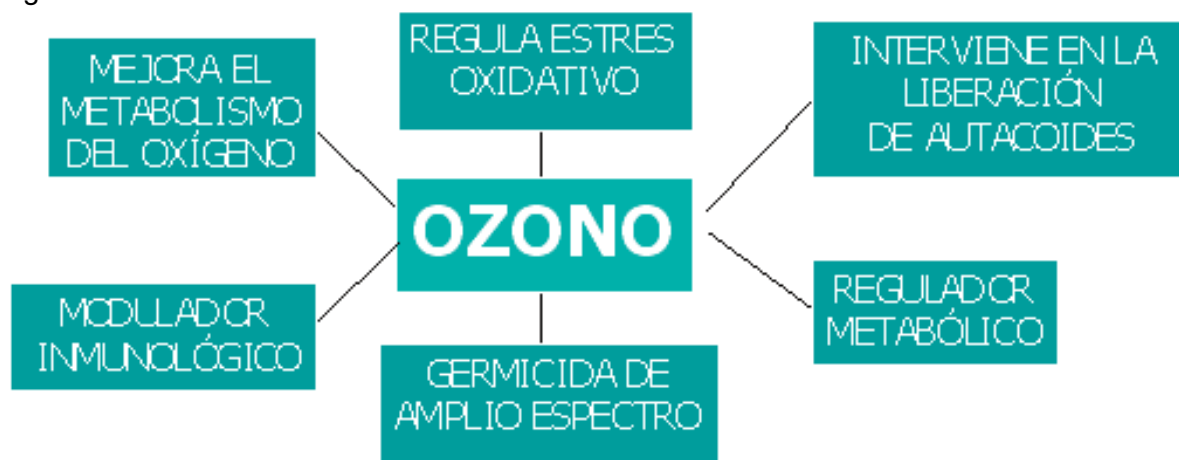 MEJORA EL
METABOLISMO
DEL OXÍGENO
REGULA ESTRES
OXIDATIVO
INTERVIENE EN LA
LIBERACIÓN
DE AUTACOIDES
OZONO
MODULADOR
INMUNOLÓGICO
GERMICIDA DE
AMPLIO ESPECTRO
REGULADOR
METABÓLICO